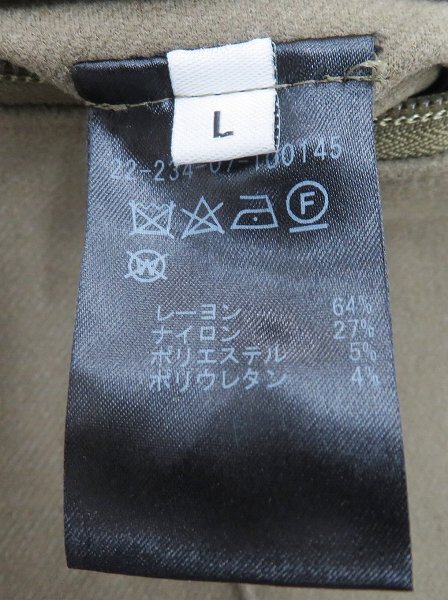 L
22-234-07-100145
F
W
レーヨン 64%
ナイロン 27%
ポリエステル 5%
ポリウレタン 4%